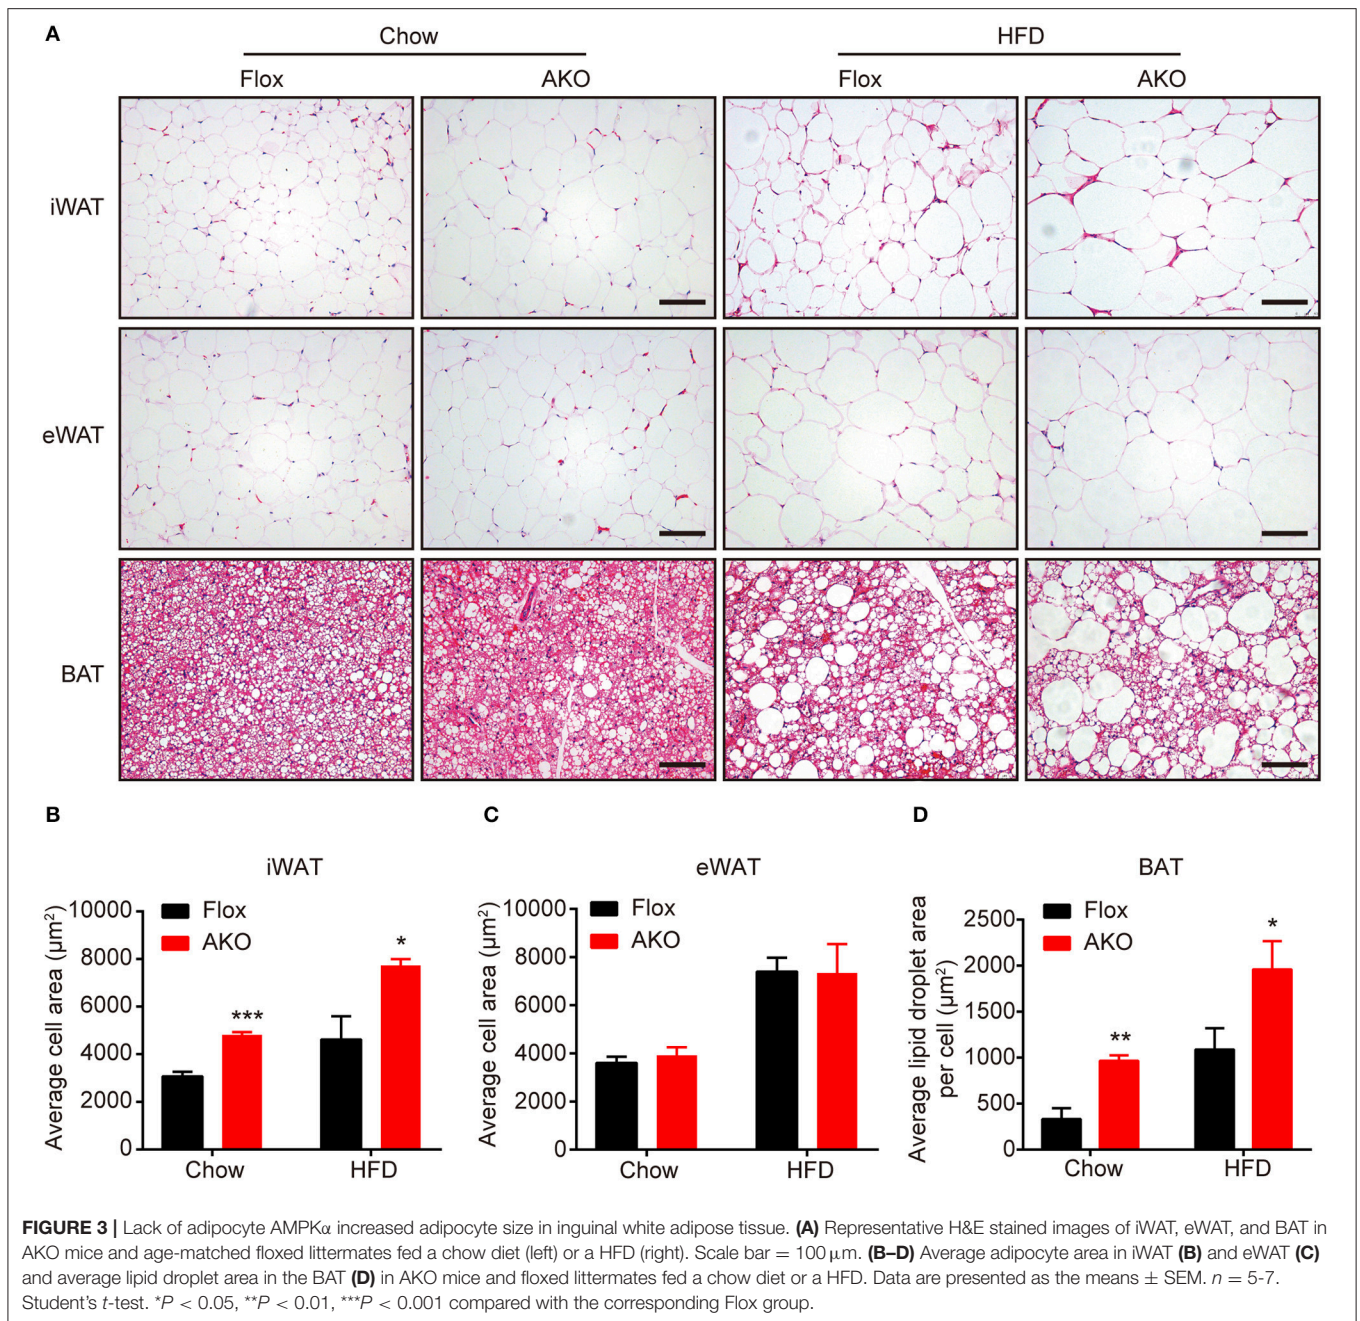 A
Chow
HFD
Flox
AKO
Flox
AKO
iWAT
eWAT
BAT
B
C
D
iWAT
Flox
AKO
Average cell area (μm²)
10000
8000
6000
4000
2000
0
***
*
Chow
HFD
eWAT
Flox
AKO
Average cell area (μm²)
10000
8000
6000
4000
2000
0
Chow
HFD
BAT
Flox
AKO
Average lipid droplet area
per cell (μm²)
2500
2000
1500
1000
500
0
**
*
Chow
HFD
FIGURE 3 | Lack of adipocyte AMPKα increased adipocyte size in inguinal white adipose tissue. (A) Representative H&E stained images of iWAT, eWAT, and BAT in
AKO mice and age-matched floxed littermates fed a chow diet (left) or a HFD (right). Scale bar = 100 μm. (B–D) Average adipocyte area in iWAT (B) and eWAT (C)
and average lipid droplet area in the BAT (D) in AKO mice and floxed littermates fed a chow diet or a HFD. Data are presented as the means ± SEM. n = 5-7.
Student's t-test. *P < 0.05, **P < 0.01, ***P < 0.001 compared with the corresponding Flox group.